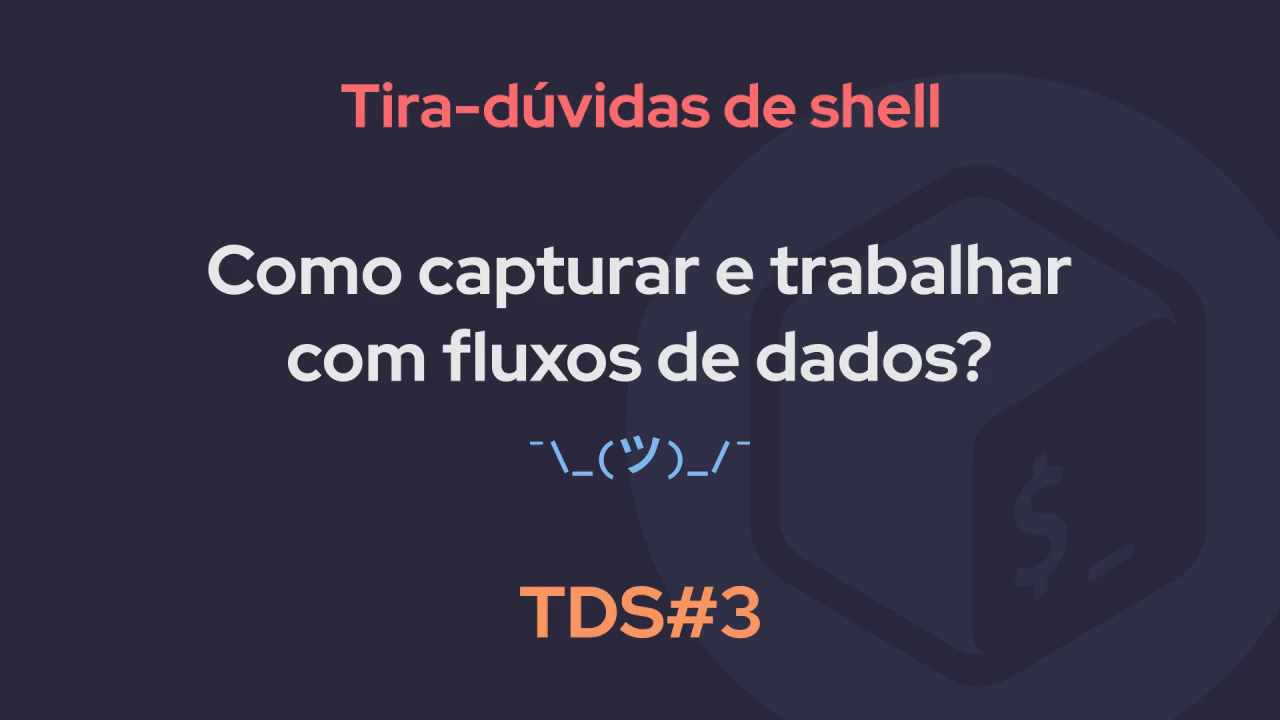 Tira-dúvidas de shell
Como capturar e trabalhar
com fluxos de dados?
¯\_(ツ)_/¯
TDS#3
$_